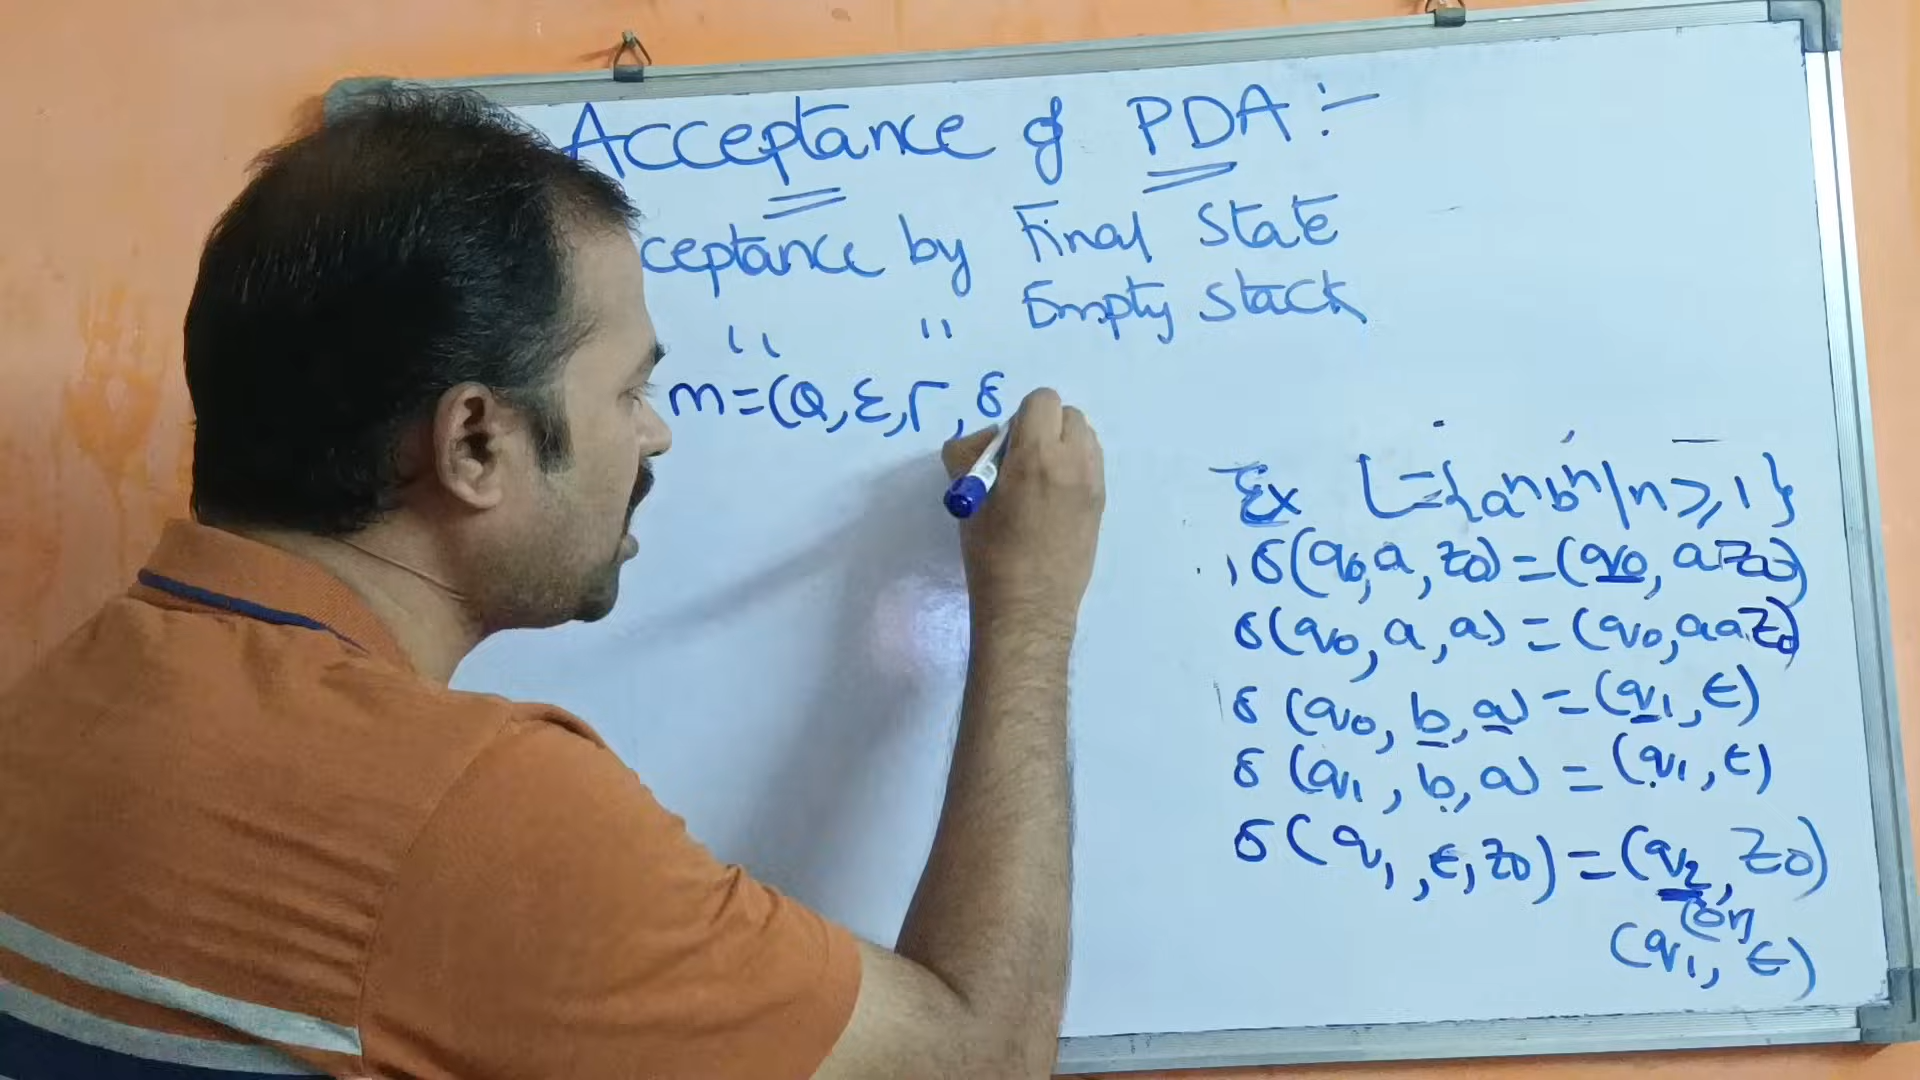 Acceptance of PDA :-
ceptance by Final State
" " Empty Stack
m=(Q,Σ,Γ,δ
Ex L={aⁿbⁿ|n≥1}
δ(q0,a,z0)=(q0,az0)
δ(q0,a,a)=(q0,aaz0)
δ(q0,b,a)=(q1,ϵ)
δ(q1,b,a)=(q1,ϵ)
δ(q1,ϵ,z0)=(q2,z0)
(or)
(q1,ϵ)